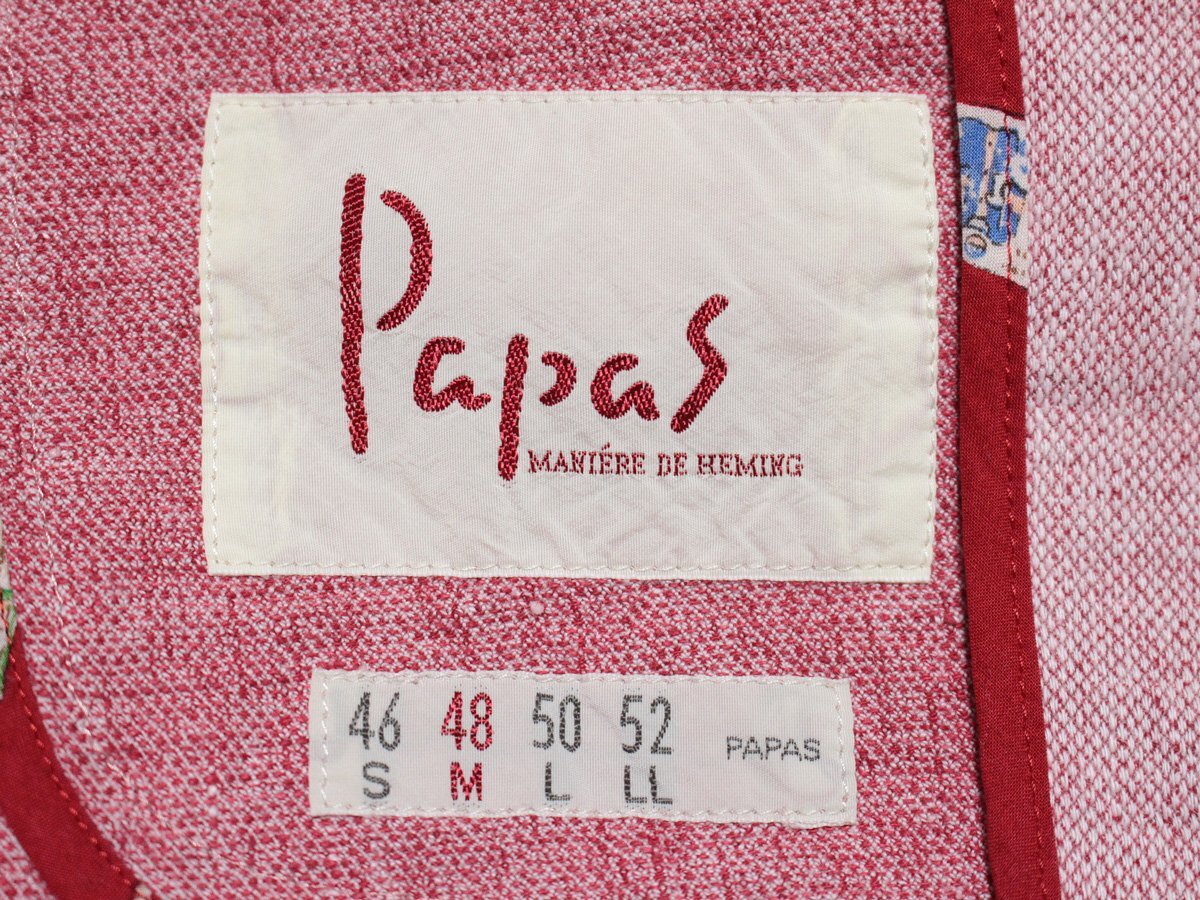 Papas
MANIÉRE DE HEMING
46 48 50 52 PAPAS
S M L LL